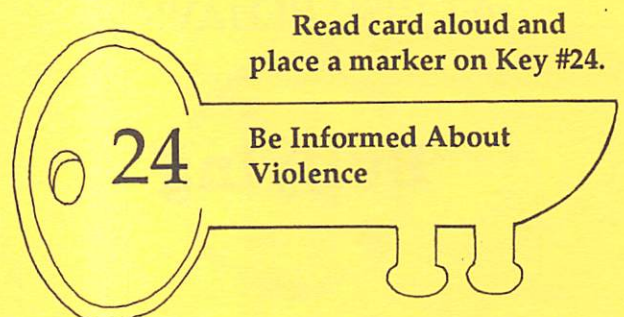 Read card aloud and
place a marker on Key #24.
24
Be Informed About
Violence